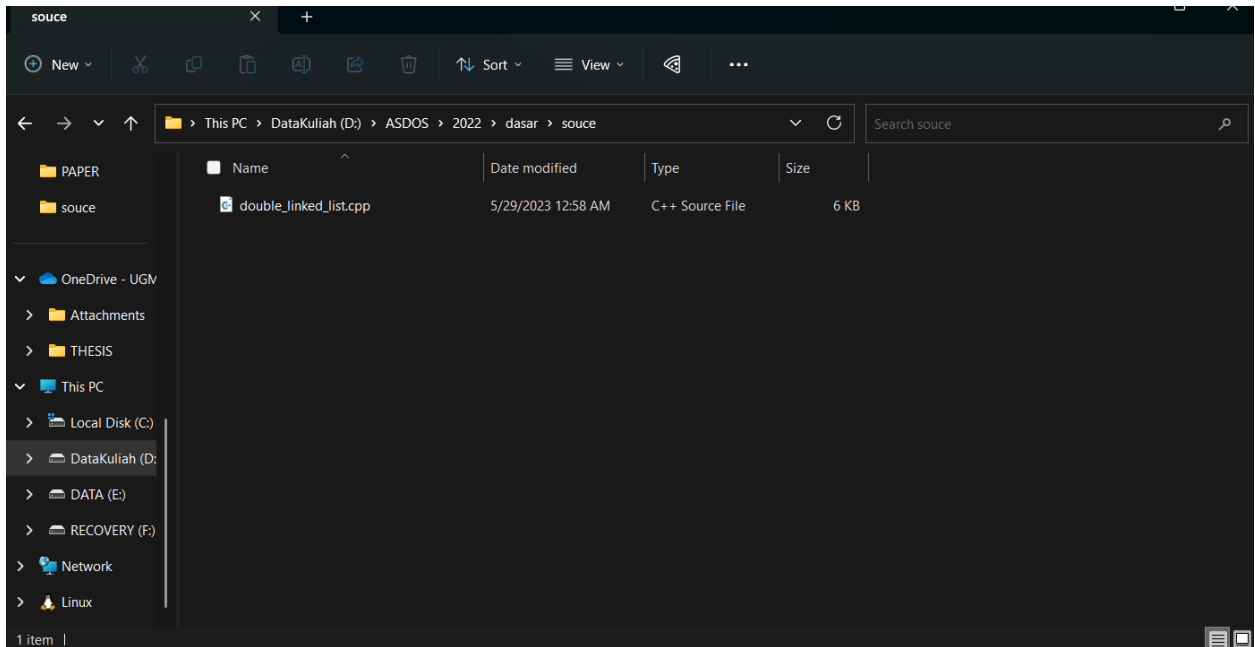 souce
New
Sort
View
This PC > DataKuliah (D:) > ASDOS > 2022 > dasar > souce
Search souce
PAPER
souce
OneDrive - UGM
Attachments
THESIS
This PC
Local Disk (C:)
DataKuliah (D:
DATA (E:)
RECOVERY (F:)
Network
Linux
Name Date modified Type Size
double_linked_list.cpp 5/29/2023 12:58 AM C++ Source File 6 KB
1 item